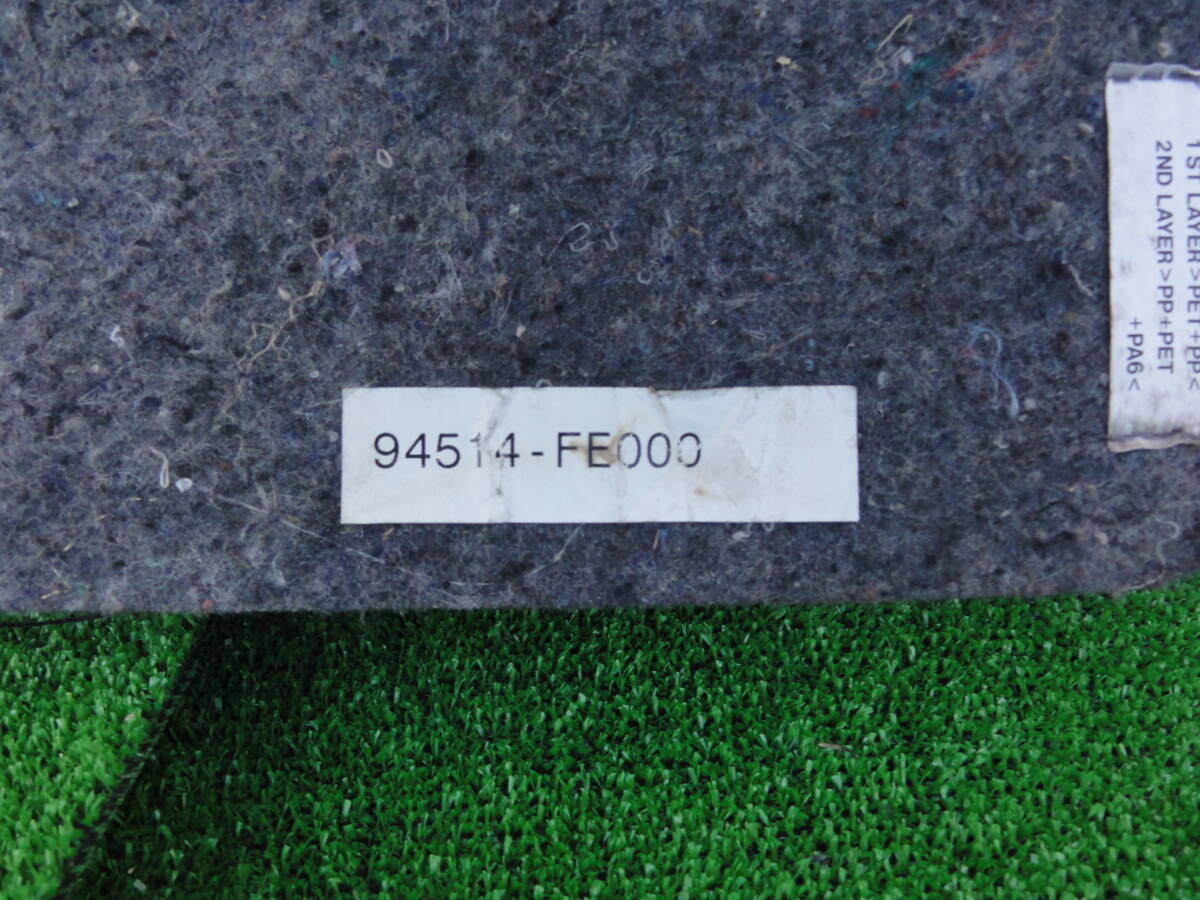 94514-FE000
1ST LAYER>PET+PP<
2ND LAYER>PP+PET
+PA6<